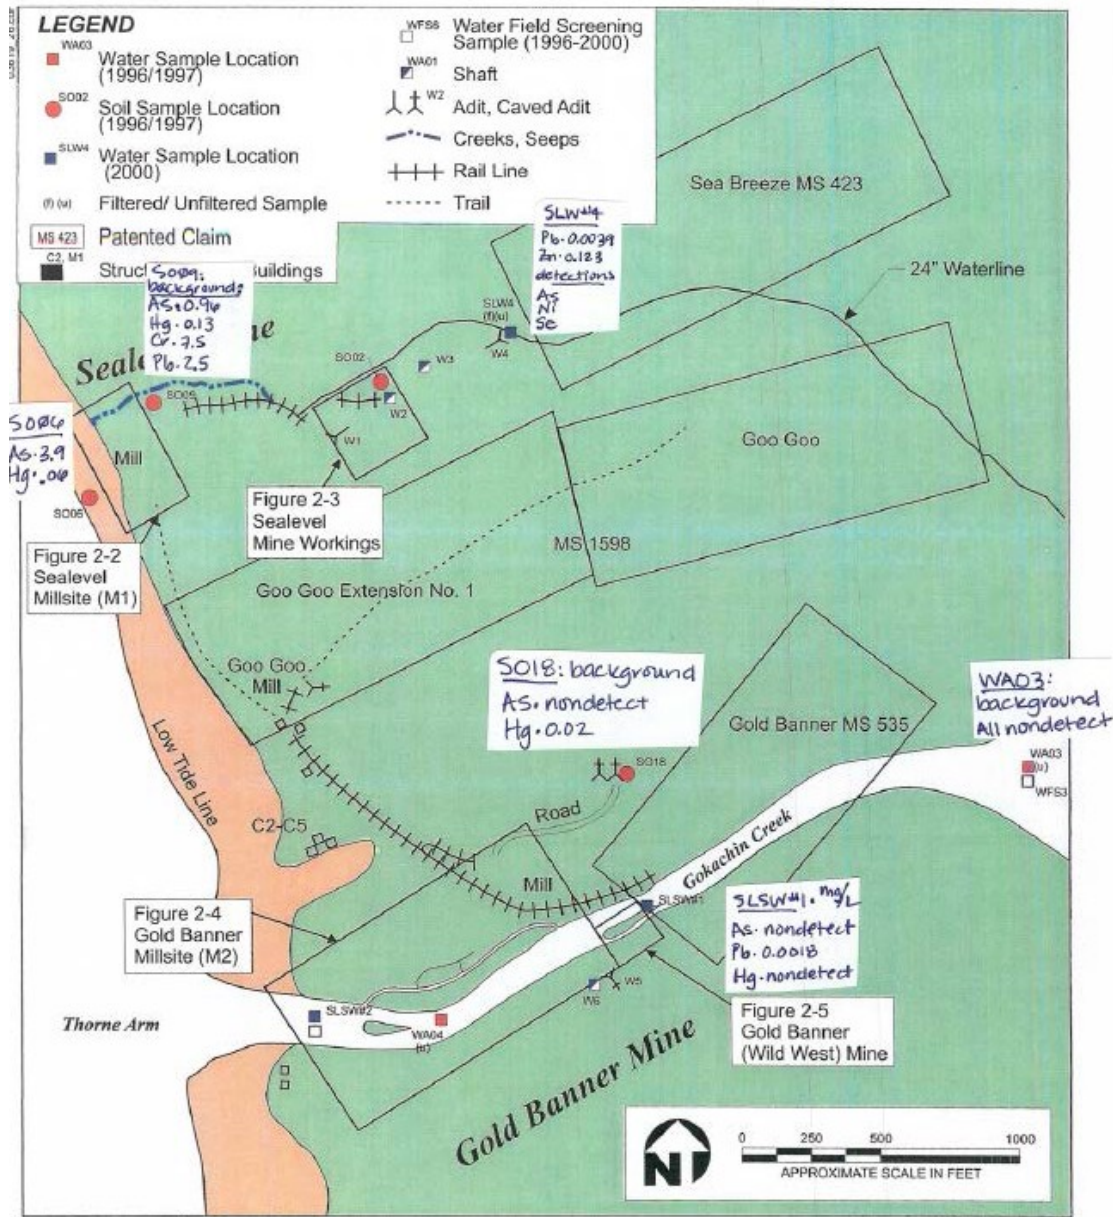 LEGEND
WA03
Water Sample Location
(1996/1997)
SO02
Soil Sample Location
(1996/1997)
SLW4
Water Sample Location
(2000)
(f) (u) Filtered/ Unfiltered Sample
MS 423 Patented Claim
C2, M1
Struc Buildings
WFS6
Water Field Screening
Sample (1996-2000)
WA01
Shaft
W2
Adit, Caved Adit
Creeks, Seeps
Rail Line
Trail
SLW#4
Pb. 0.0039
Zn. 0.123
detections
As
Ni
Se
Sea Breeze MS 423
24" Waterline
SO09:
background:
As. 0.96
Hg. 0.13
Cr. 7.5
Pb. 2.5
Seale ne
SLW4
(f)(u)
W4
W3
SO02
W2
W1
SO06
As. 3.9
Hg. .06
Mill
SO05
Figure 2-3
Sealevel
Mine Workings
Goo Goo
MS 1598
Figure 2-2
Sealevel
Millsite (M1)
Goo Goo Extension No. 1
Goo Goo
Mill
SO18: background
As. nondetect
Hg. 0.02
WA03:
background
All nondetect
Gold Banner MS 535
WA03
(u)
WFS3
SO18
Low Tide Line
Road
C2-C5
Gokachin Creek
Mill
SLSW#1
SLSW#1. mg/L
As. nondetect
Pb. 0.0018
Hg. nondetect
Figure 2-4
Gold Banner
Millsite (M2)
W5
W6
Thorne Arm
SLSW#2
WA04
Figure 2-5
Gold Banner
(Wild West) Mine
Gold Banner Mine
N
0 250 500 1000
APPROXIMATE SCALE IN FEET